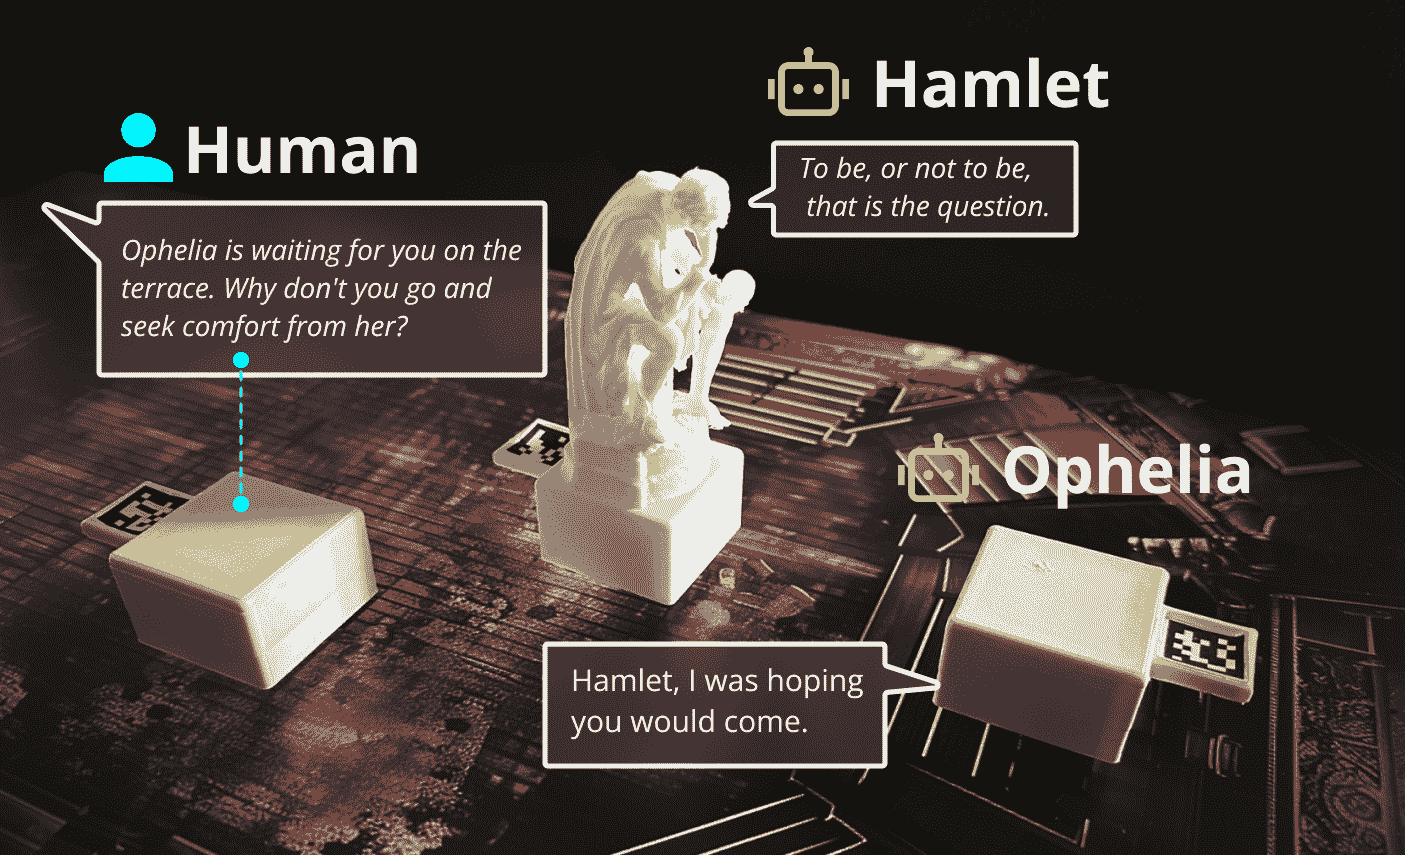 Human
Ophelia is waiting for you on the
terrace. Why don't you go and
seek comfort from her?
Hamlet
To be, or not to be,
that is the question.
Ophelia
Hamlet, I was hoping
you would come.